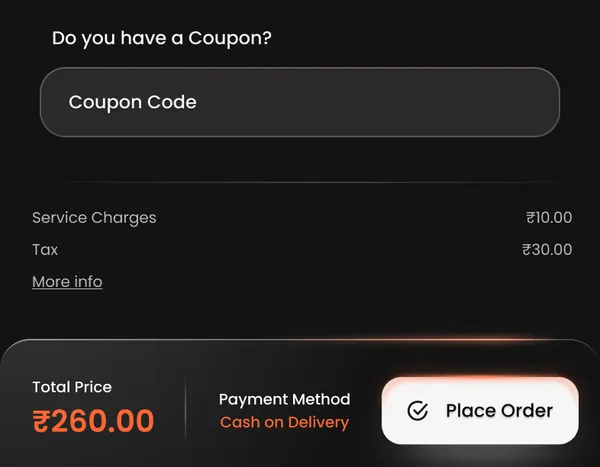 Do you have a Coupon?
Coupon Code
Service Charges ₹10.00
Tax ₹30.00
More info
Total Price
₹260.00
Payment Method
Cash on Delivery
Place Order